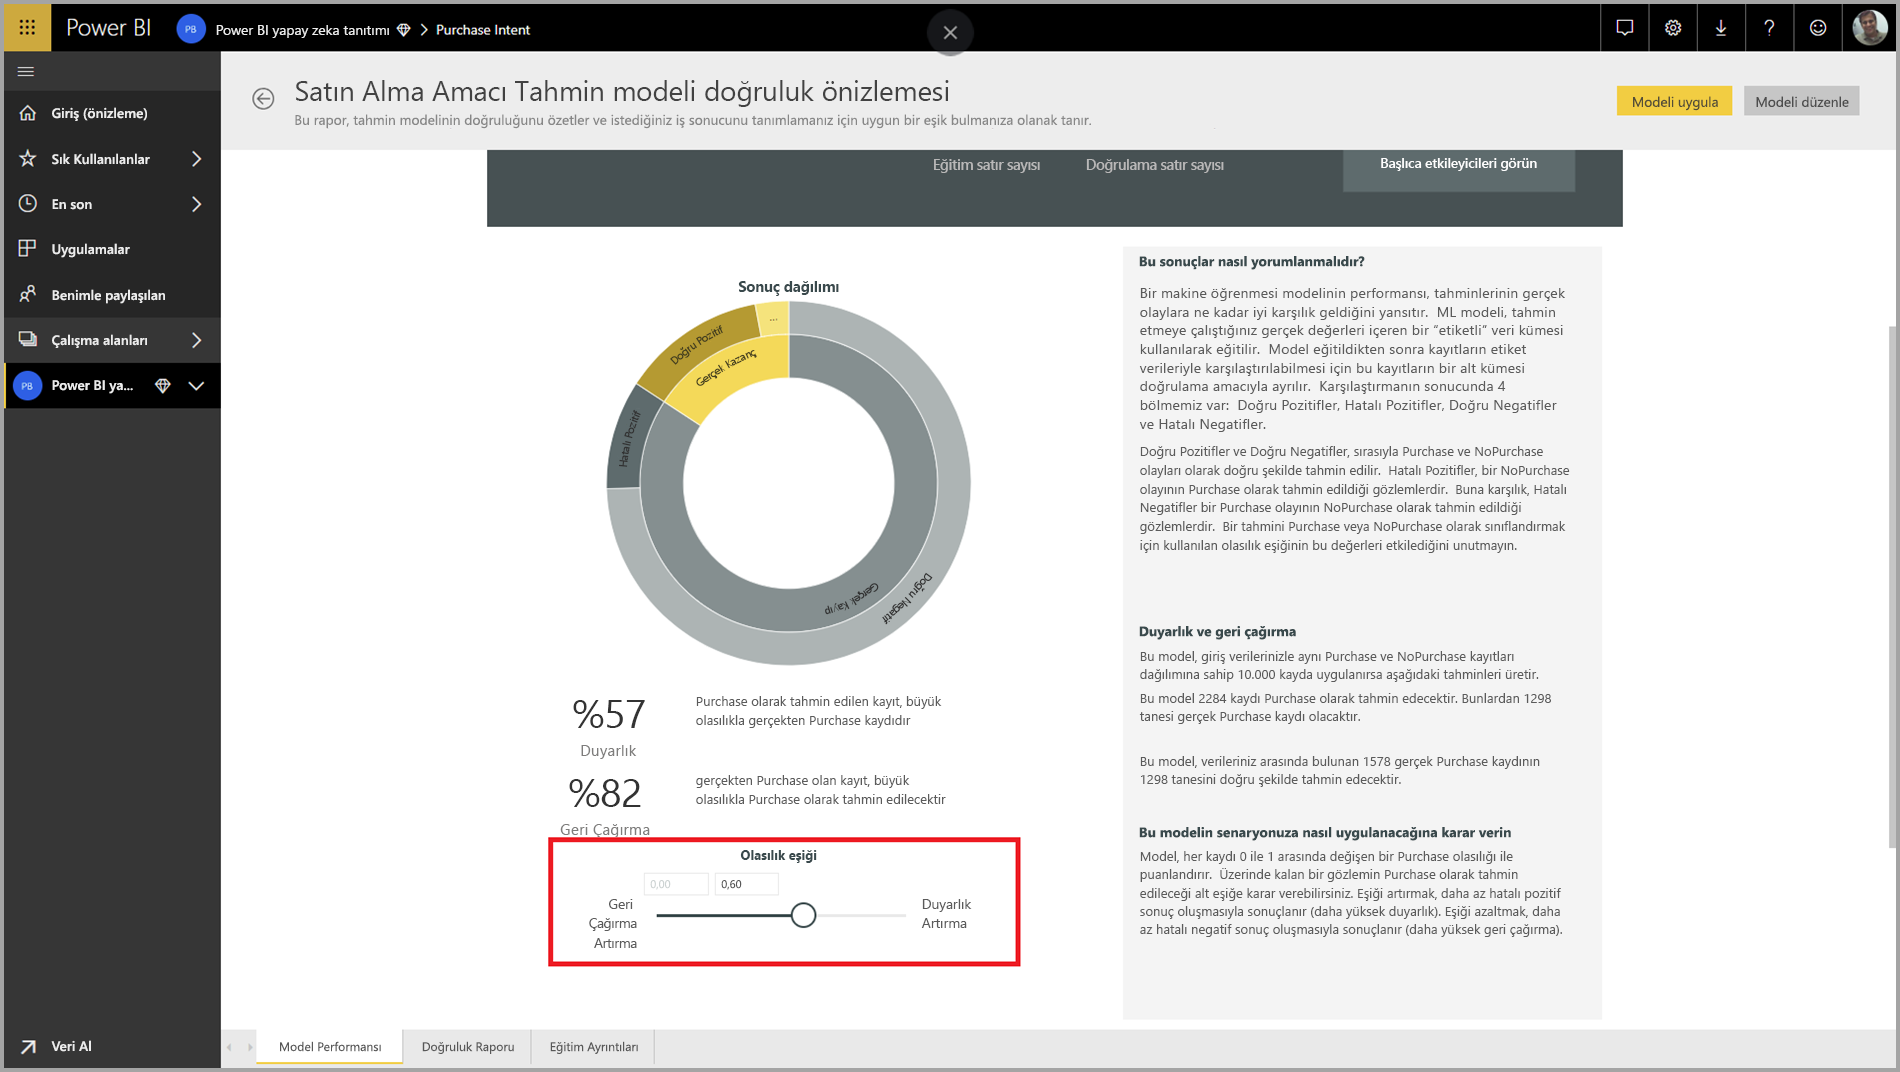 Power BI
PB
Power BI yapay zeka tanıtımı
Purchase Intent
Giriş (önizleme)
Sık Kullanılanlar
En son
Uygulamalar
Benimle paylaşılan
Çalışma alanları
PB
Power BI ya...
Veri Al
Satın Alma Amacı Tahmin modeli doğruluk önizlemesi
Bu rapor, tahmin modelinin doğruluğunu özetler ve istediğiniz iş sonucunu tanımlamanız için uygun bir eşik bulmanıza olanak tanır.
Modeli uygula
Modeli düzenle
Eğitim satır sayısı
Doğrulama satır sayısı
Başlıca etkileyicileri görün
Sonuç dağılımı
...
Doğru Pozitif
Gerçek Kazanç
Hatalı Pozitif
Gerçek Kayıp
Doğru Negatif
%57
Duyarlık
Purchase olarak tahmin edilen kayıt, büyük
olasılıkla gerçekten Purchase kaydıdır
%82
Geri Çağırma
gerçekten Purchase olan kayıt, büyük
olasılıkla Purchase olarak tahmin edilecektir
Olasılık eşiği
0,00
0,60
Geri
Çağırma
Artırma
Duyarlık
Artırma
Bu sonuçlar nasıl yorumlanmalıdır?
Bir makine öğrenmesi modelinin performansı, tahminlerinin gerçek
olaylara ne kadar iyi karşılık geldiğini yansıtır. ML modeli, tahmin
etmeye çalıştığınız gerçek değerleri içeren bir “etiketli” veri kümesi
kullanılarak eğitilir. Model eğitildikten sonra kayıtların etiket
verileriyle karşılaştırılabilmesi için bu kayıtların bir alt kümesi
doğrulama amacıyla ayrılır. Karşılaştırmanın sonucunda 4
bölmemiz var: Doğru Pozitifler, Hatalı Pozitifler, Doğru Negatifler
ve Hatalı Negatifler.
Doğru Pozitifler ve Doğru Negatifler, sırasıyla Purchase ve NoPurchase
olayları olarak doğru şekilde tahmin edilir. Hatalı Pozitifler, bir NoPurchase
olayının Purchase olarak tahmin edildiği gözlemlerdir. Buna karşılık, Hatalı
Negatifler bir Purchase olayının NoPurchase olarak tahmin edildiği
gözlemlerdir. Bir tahmini Purchase veya NoPurchase olarak sınıflandırmak
için kullanılan olasılık eşiğinin bu değerleri etkilediğini unutmayın.
Duyarlık ve geri çağırma
Bu model, giriş verilerinizle aynı Purchase ve NoPurchase kayıtları
dağılımına sahip 10.000 kayda uygulanırsa aşağıdaki tahminleri üretir.
Bu model 2284 kaydı Purchase olarak tahmin edecektir. Bunlardan 1298
tanesi gerçek Purchase kaydı olacaktır.
Bu model, verileriniz arasında bulunan 1578 gerçek Purchase kaydının
1298 tanesini doğru şekilde tahmin edecektir.
Bu modelin senaryonuza nasıl uygulanacağına karar verin
Model, her kaydı 0 ile 1 arasında değişen bir Purchase olasılığı ile
puanlandırır. Üzerinde kalan bir gözlemin Purchase olarak tahmin
edileceği alt eşiğe karar verebilirsiniz. Eşiği artırmak, daha az hatalı pozitif
sonuç oluşmasıyla sonuçlanır (daha yüksek duyarlık). Eşiği azaltmak, daha
az hatalı negatif sonuç oluşmasıyla sonuçlanır (daha yüksek geri çağırma).
Model Performansı
Doğruluk Raporu
Eğitim Ayrıntıları